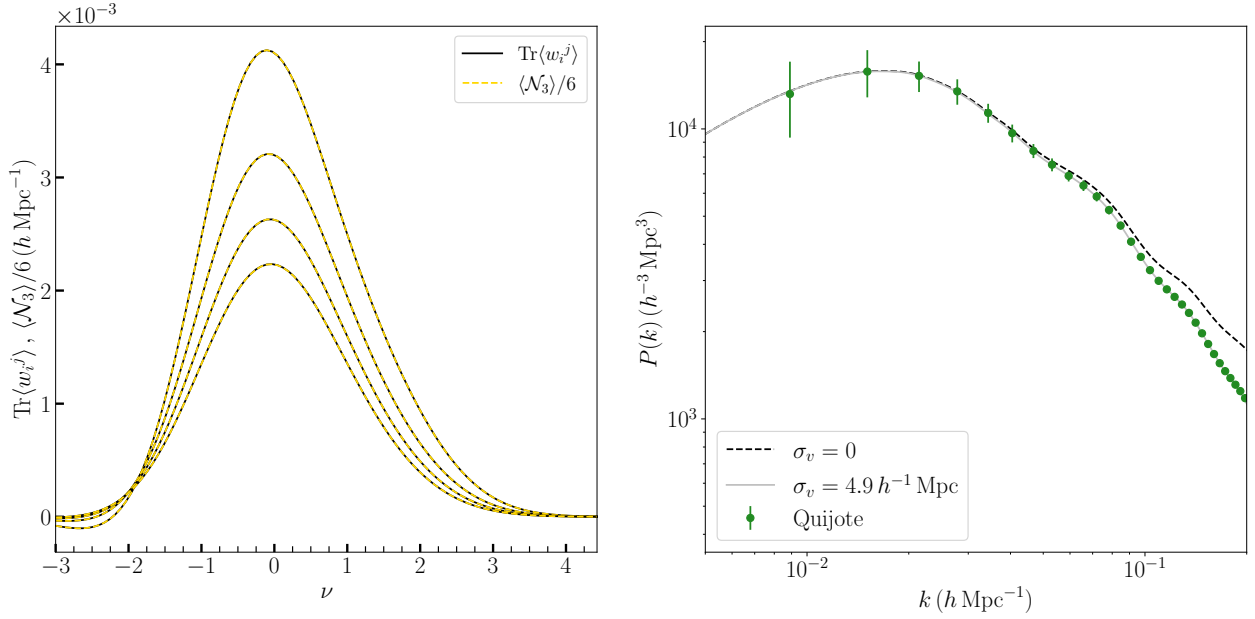 ×10⁻³
Tr⟨w_i^j⟩, ⟨𝒩₃⟩/6 (h Mpc⁻¹)
4
3
2
1
0
−3 −2 −1 0 1 2 3 4
ν
Tr⟨w_i^j⟩
⟨𝒩₃⟩/6
P(k) (h⁻³ Mpc³)
10⁴
10³
10⁻² 10⁻¹
k (h Mpc⁻¹)
σ_v = 0
σ_v = 4.9 h⁻¹ Mpc
Quijote